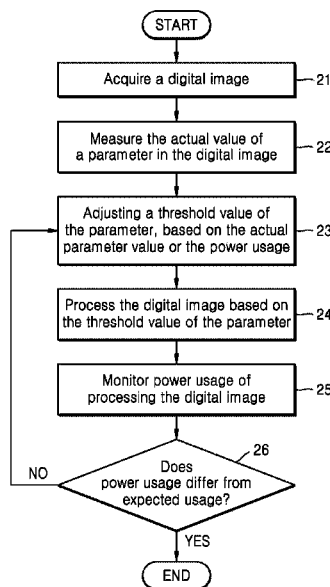 START
Acquire a digital image
21
Measure the actual value of
a parameter in the digital image
22
Adjusting a threshold value of
the parameter, based on the actual
parameter value or the power usage
23
Process the digital image based on
the threshold value of the parameter
24
Monitor power usage of
processing the digital image
25
26
Does
power usage differ from
expected usage?
NO
YES
END